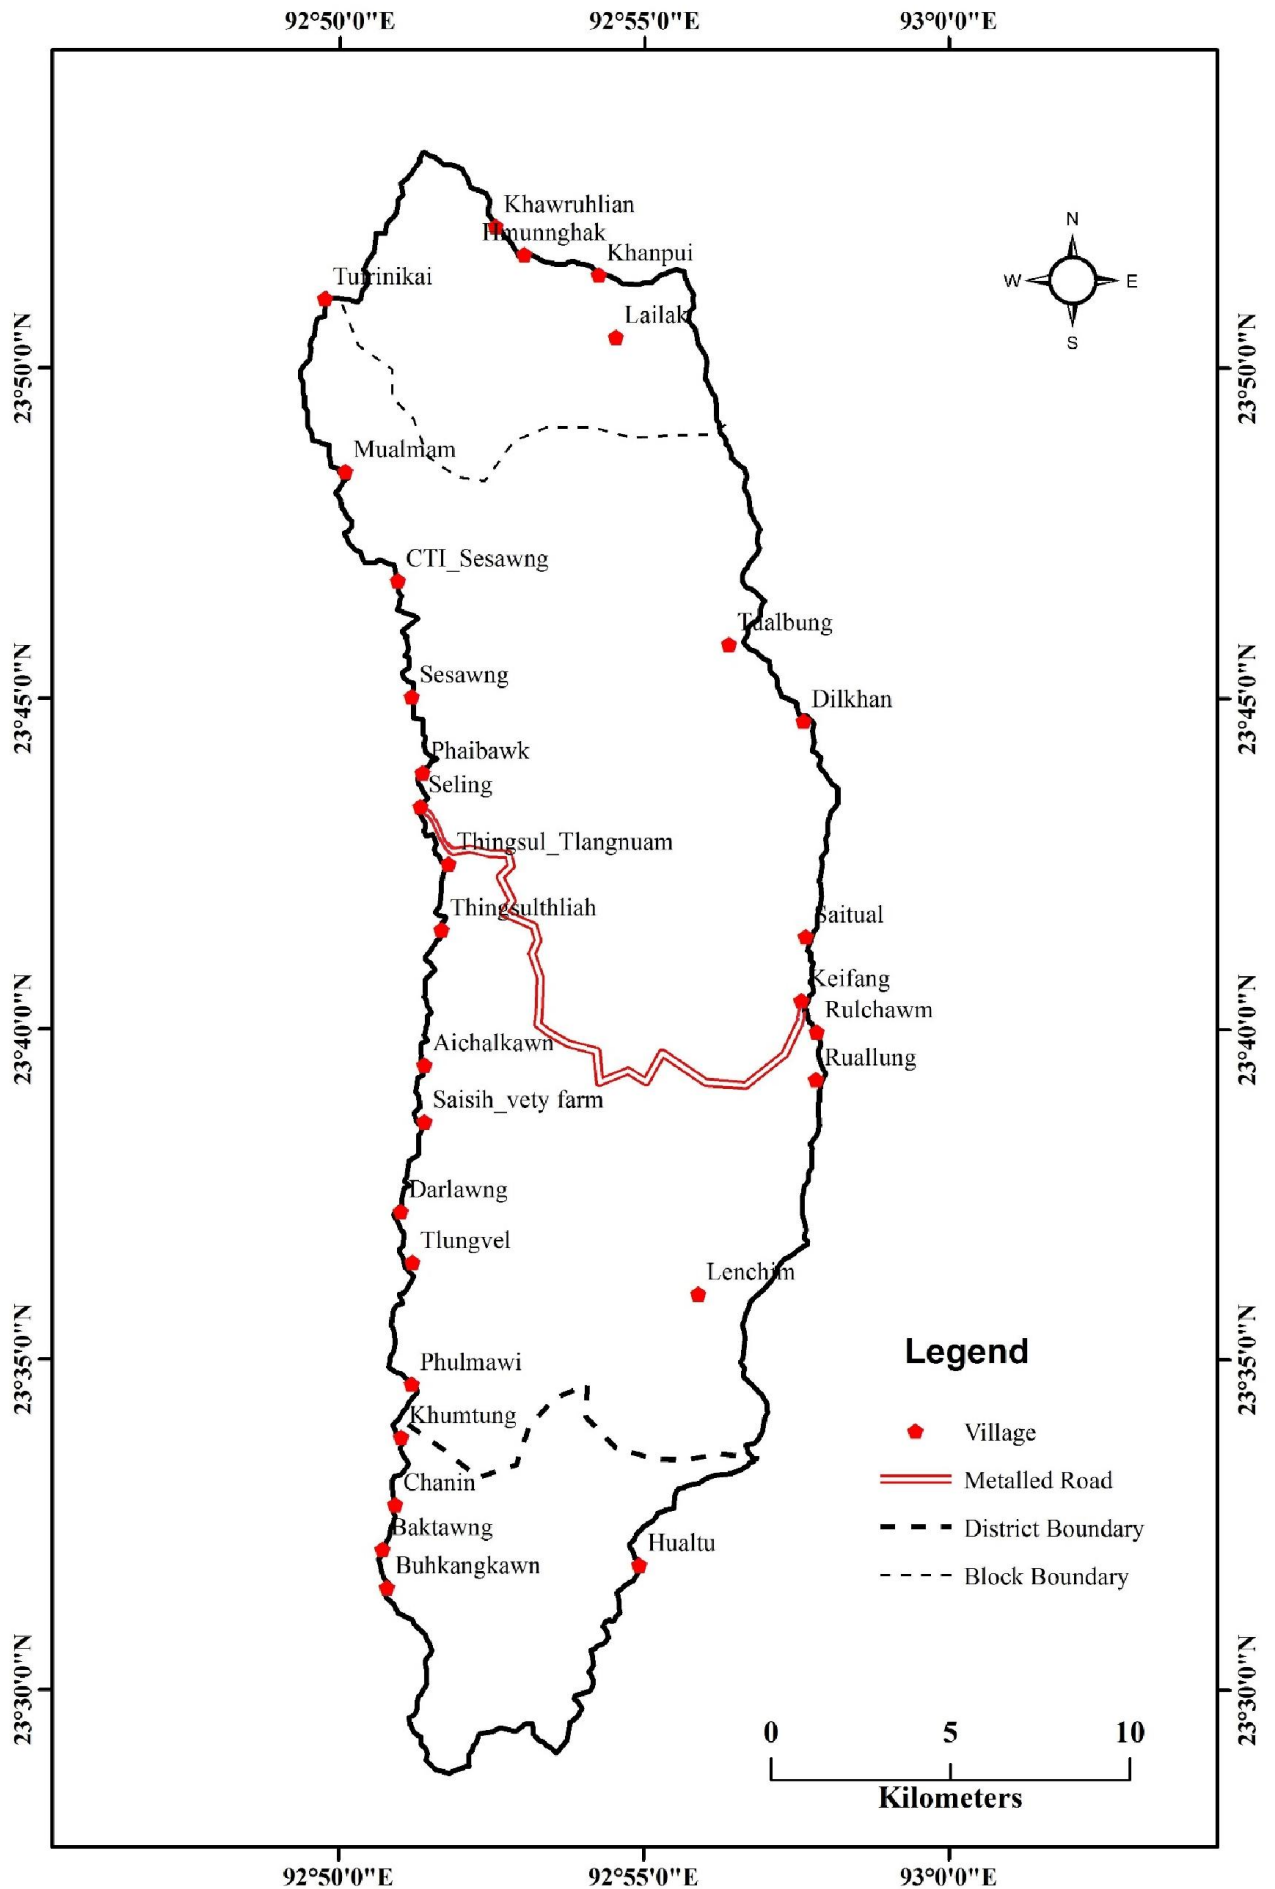 92°50'0"E 92°55'0"E 93°0'0"E
Khawruhlian
Hmunnghak
Khanpui
N
W E
S
Tuirinikai
Lailak
23°50'0"N 23°50'0"N
Mualmam
CTI_Sesawng
Tualbung
Sesawng
23°45'0"N 23°45'0"N
Dilkhan
Phaibawk
Seling
Thingsul_Tlangnuam
Thingsulthliah
Saitual
Keifang
Rulchawm
23°40'0"N 23°40'0"N
Aichalkawn
Ruallung
Saisih_vety farm
Darlawng
Tlungvel
Lenchim
Legend
23°35'0"N 23°35'0"N
Phulmawi
Khumtung
Village
Chanin
Metalled Road
Baktawng
District Boundary
Hualtu
Buhkangkawn
Block Boundary
23°30'0"N 23°30'0"N
0 5 10
Kilometers
92°50'0"E 92°55'0"E 93°0'0"E